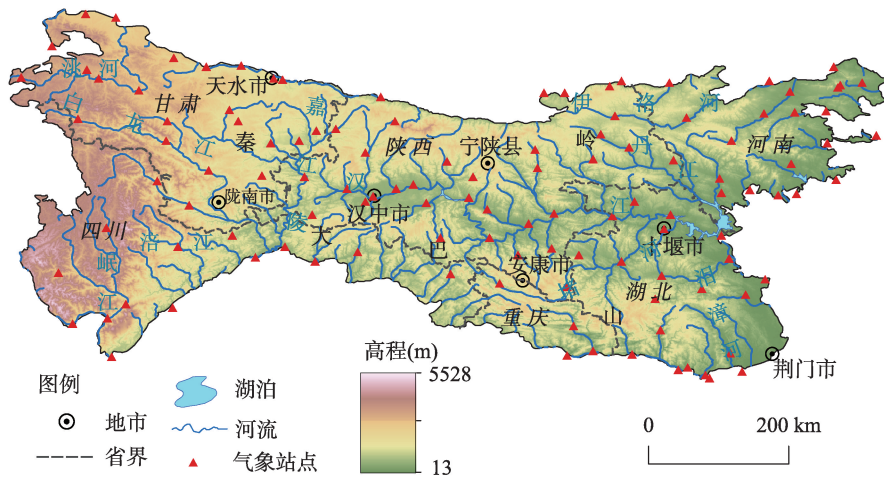 洮河
天水市
甘肃
嘉
伊洛河
白龙江
秦
岭
河南
陕西
宁陕县
丹江
江
汉
陇南市
汉中市
江
陵
大
四川
涪江
岷江
巴
十堰市
安康市
湖北
重庆
山
漳河
荆门市
高程(m)
5528
13
图例
湖泊
地市
河流
省界
气象站点
0
200 km